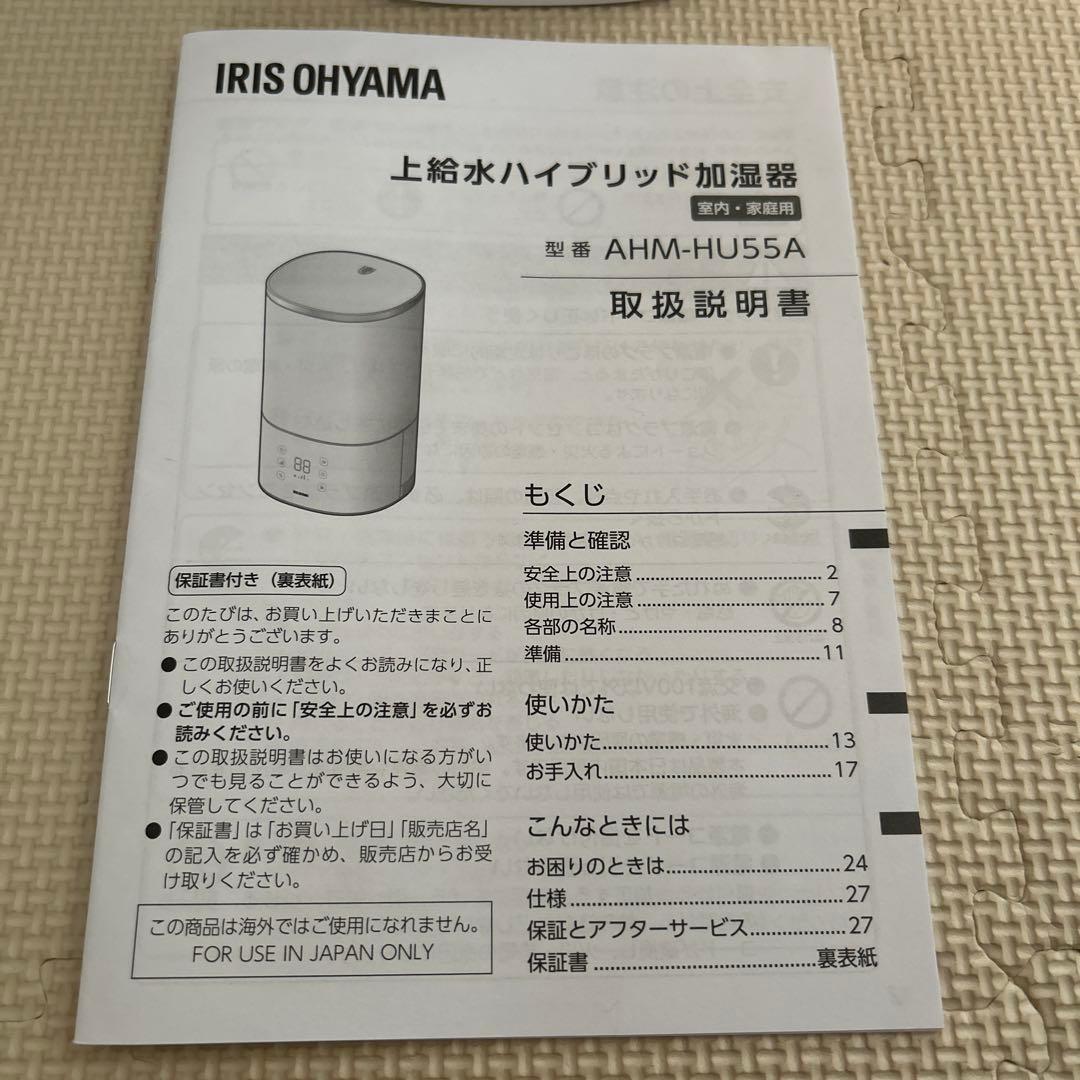 IRIS OHYAMA
上給水ハイブリッド加湿器
室内・家庭用
型番 AHM-HU55A
取扱説明書
保証書付き（裏表紙）
このたびは、お買い上げいただきまことに
ありがとうございます。
● この取扱説明書をよくお読みになり、正
しくお使いください。
● ご使用の前に「安全上の注意」を必ずお
読みください。
● この取扱説明書はお使いになる方がい
つでも見ることができるよう、大切に
保管してください。
● 「保証書」は「お買い上げ日」「販売店名」
の記入を必ず確かめ、販売店からお受
け取りください。
この商品は海外ではご使用になれません。
FOR USE IN JAPAN ONLY
もくじ
準備と確認
安全上の注意 ........................ 2
使用上の注意 ........................ 7
各部の名称 ........................... 8
準備 ................................... 11
使いかた
使いかた ............................. 13
お手入れ ............................. 17
こんなときには
お困りのときは ..................... 24
仕様 ................................... 27
保証とアフターサービス .......... 27
保証書 ............................ 裏表紙